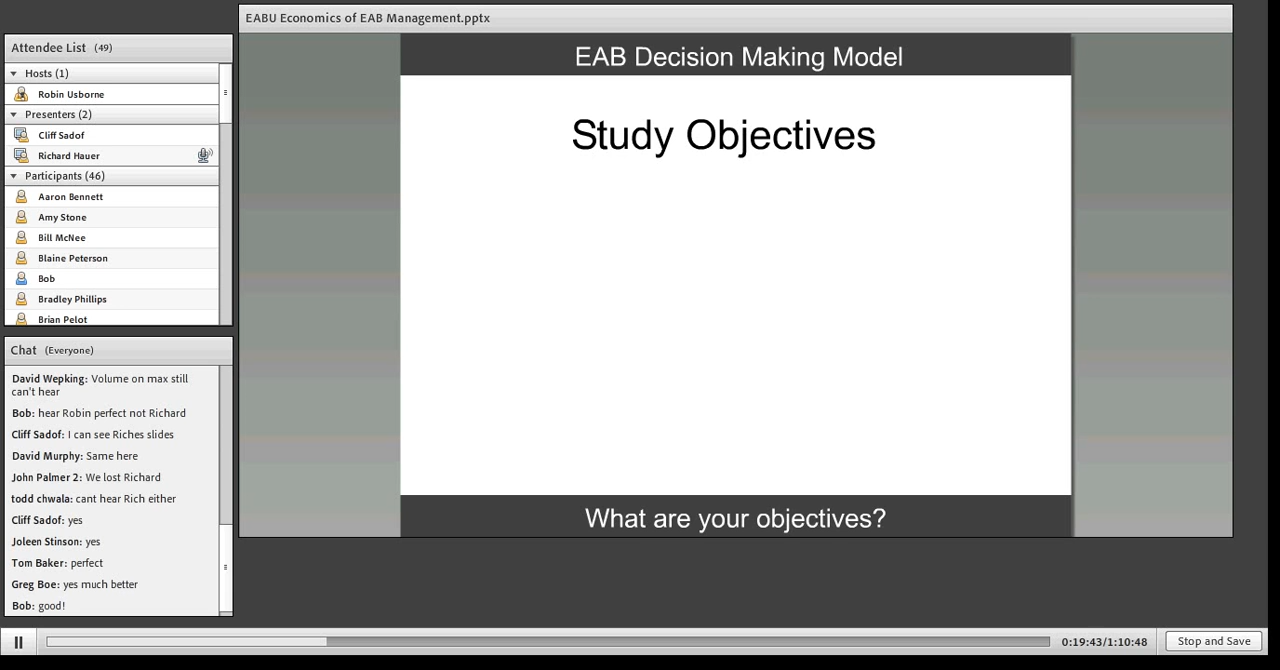 EABU Economics of EAB Management.pptx
Attendee List (49)
Hosts (1)
Robin Usborne
Presenters (2)
Cliff Sadof
Richard Hauer
Participants (46)
Aaron Bennett
Amy Stone
Bill McNee
Blaine Peterson
Bob
Bradley Phillips
Brian Pelot
Chat (Everyone)
David Wepking: Volume on max still
can't hear
Bob: hear Robin perfect not Richard
Cliff Sadof: I can see Riches slides
David Murphy: Same here
John Palmer 2: We lost Richard
todd chwala: cant hear Rich either
Cliff Sadof: yes
Joleen Stinson: yes
Tom Baker: perfect
Greg Boe: yes much better
Bob: good!
EAB Decision Making Model
Study Objectives
What are your objectives?
0:19:43/1:10:48
Stop and Save